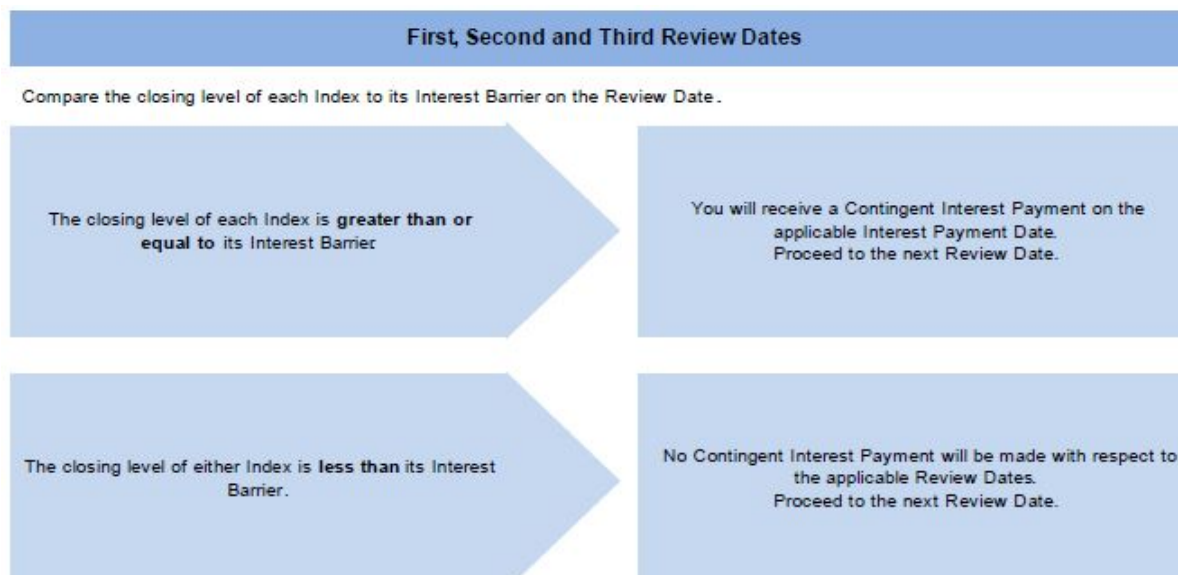 First, Second and Third Review Dates
Compare the closing level of each Index to its Interest Barrier on the Review Date.
The closing level of each Index is greater than or
equal to its Interest Barrier.
You will receive a Contingent Interest Payment on the
applicable Interest Payment Date.
Proceed to the next Review Date.
The closing level of either Index is less than its Interest
Barrier.
No Contingent Interest Payment will be made with respect to
the applicable Review Dates.
Proceed to the next Review Date.